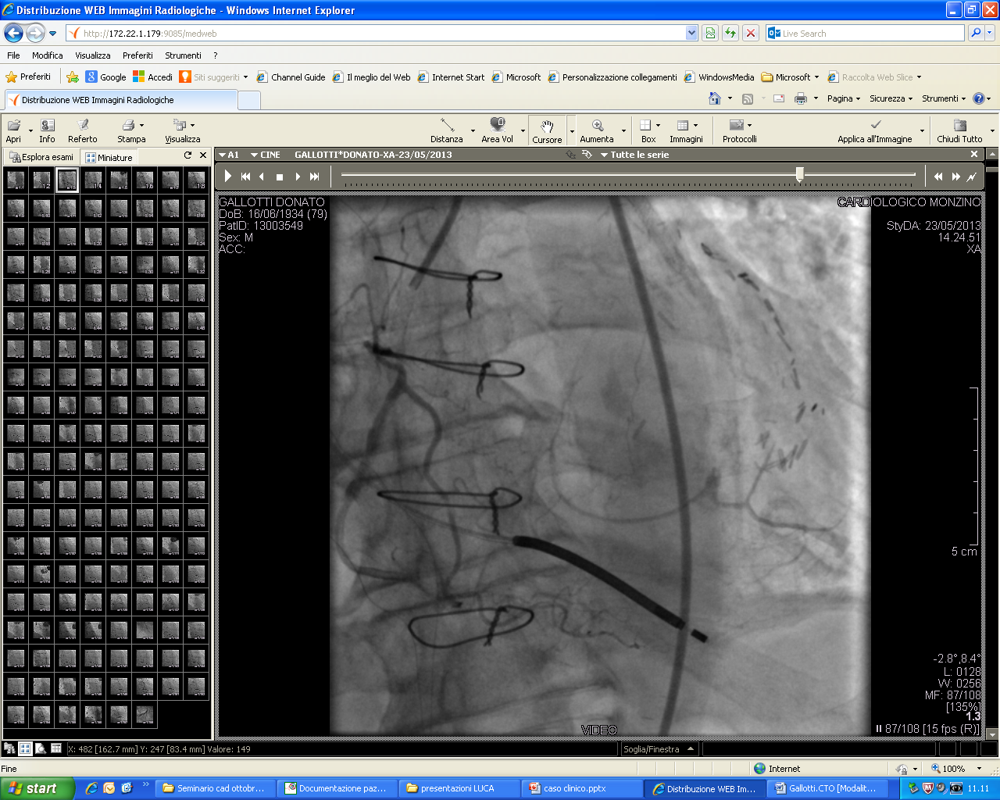 Distribuzione WEB Immagini Radiologiche - Windows Internet Explorer
http://172.22.1.179:9085/medweb
Live Search
File Modifica Visualizza Preferiti Strumenti ?
Preferiti Google Accedi Siti suggeriti Channel Guide Il meglio del Web Internet Start Microsoft Personalizzazione collegamenti WindowsMedia Microsoft Raccolta Web Slice
Distribuzione WEB Immagini Radiologiche
Pagina Sicurezza Strumenti
Apri Info Referto Stampa Visualizza Distanza Area Vol Cursore Aumenta Box Immagini Protocolli Applica all'Immagine Chiudi Tutto
Esplora esami Miniature
A1 CINE GALLOTTI*DONATO-XA-23/05/2013 Tutte le serie
GALLOTTI DONATO
DoB: 16/06/1934 (79)
PatID: 13003549
Sex: M
ACC:
CARDIOLOGICO MONZINO
StyDA: 23/05/2013
14.24.51
XA
5 cm
-2.8°,8.4°
L: 0128
W: 0256
MF: 87/108
[135%]
1.3
VIDEO
87/108 [15 fps (R)]
X: 482 [162.7 mm] Y: 247 [83.4 mm] Valore: 149
Soglia/Finestra
Fine
Internet
100%
start
Seminario cad ottobr...
Documentazione paz...
presentazioni LUCA
caso clinico.pptx
Distribuzione WEB Im...
Gallotti.CTO [Modalit...
11.11